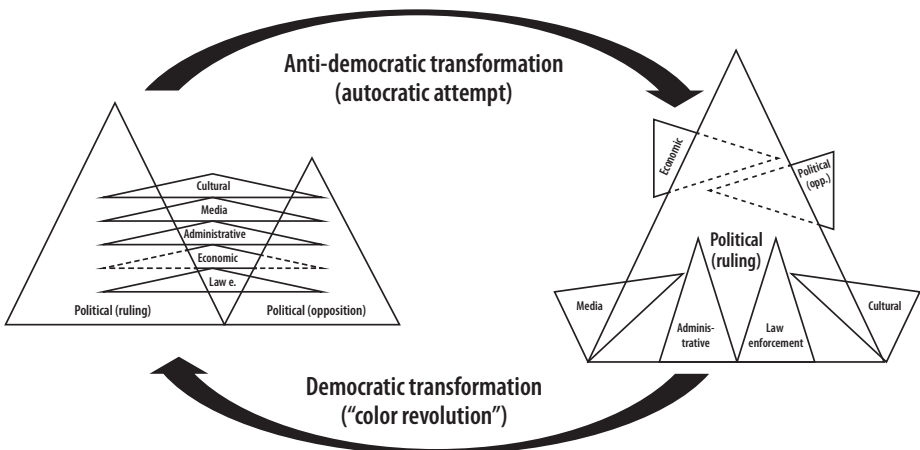 Anti-democratic transformation
(autocratic attempt)
Cultural
Media
Administrative
Economic
Law e.
Political (ruling)
Political (opposition)
Economic
Political
(opp.)
Political
(ruling)
Media
Adminis-
trative
Law
enforcement
Cultural
Democratic transformation
(“color revolution”)